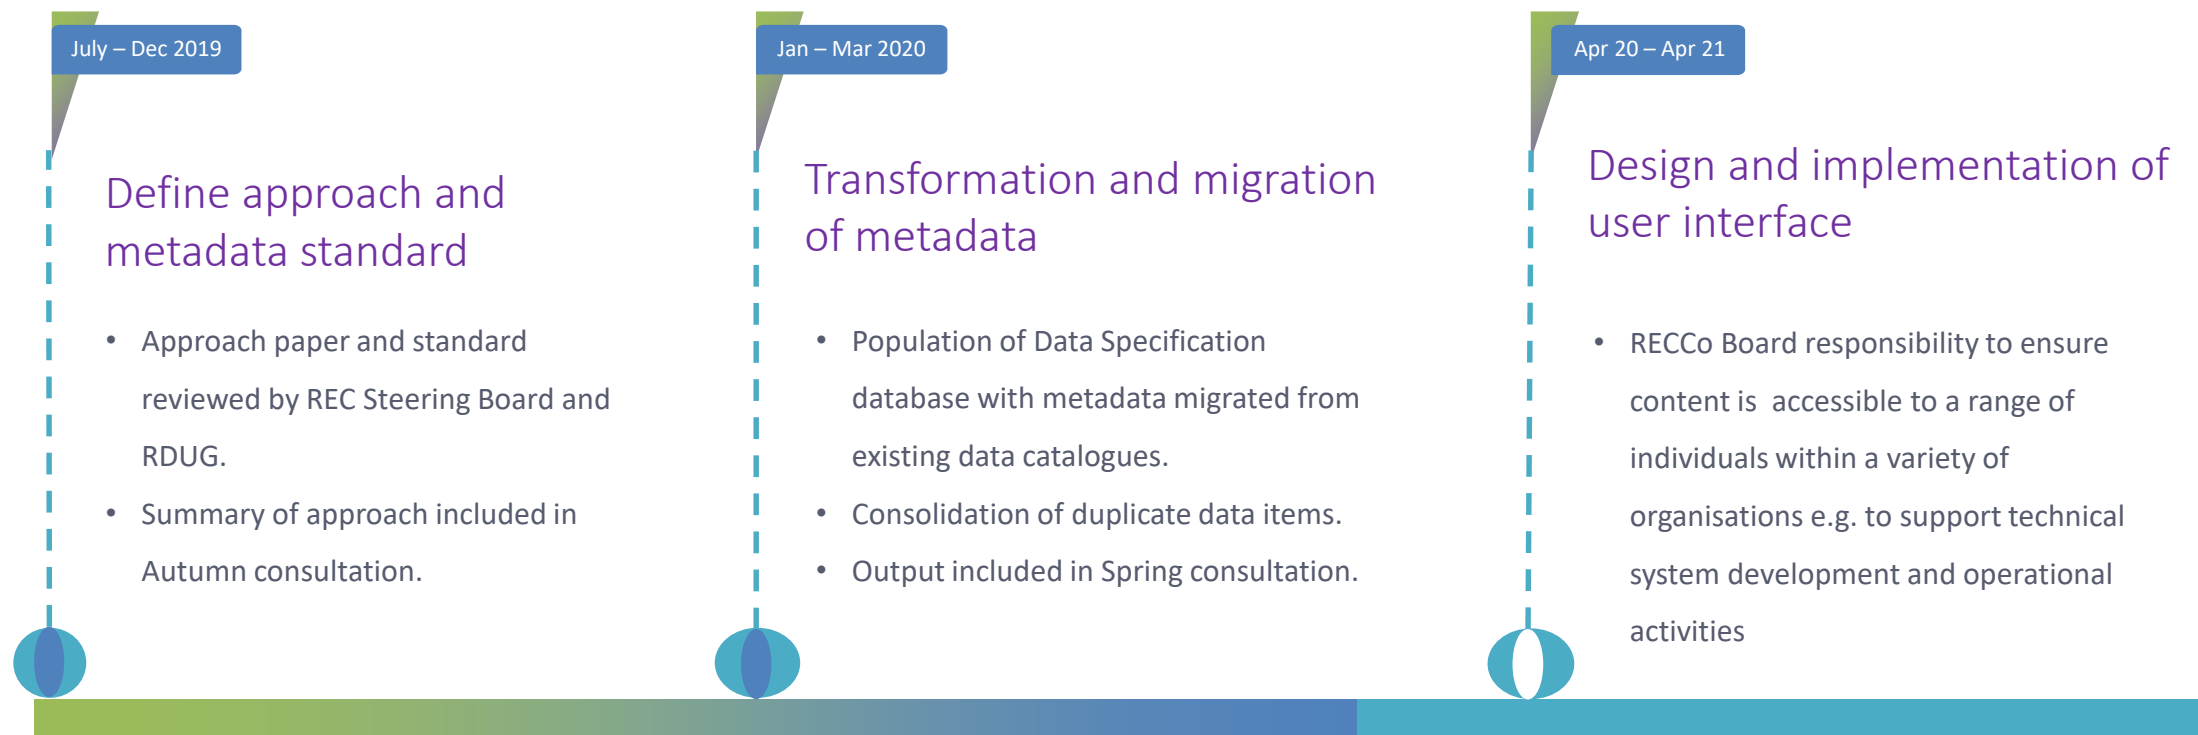 July – Dec 2019
Define approach and
metadata standard
• Approach paper and standard
reviewed by REC Steering Board and
RDUG.
• Summary of approach included in
Autumn consultation.
Jan – Mar 2020
Transformation and migration
of metadata
• Population of Data Specification
database with metadata migrated from
existing data catalogues.
• Consolidation of duplicate data items.
• Output included in Spring consultation.
Apr 20 – Apr 21
Design and implementation of
user interface
• RECCo Board responsibility to ensure
content is  accessible to a range of
individuals within a variety of
organisations e.g. to support technical
system development and operational
activities